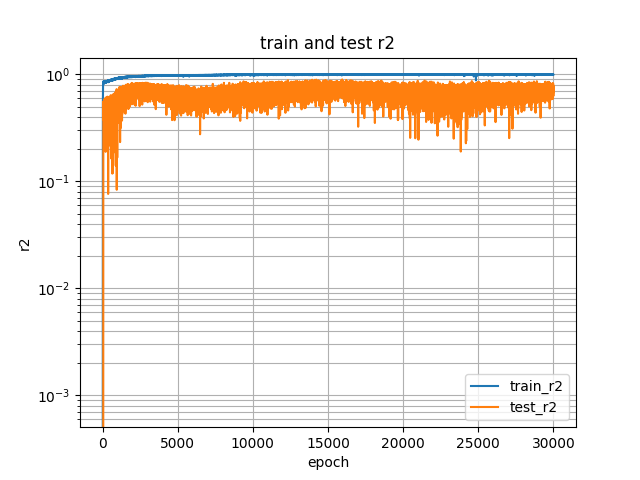 train and test r2
r2
10⁰
10⁻¹
10⁻²
10⁻³
0 5000 10000 15000 20000 25000 30000
epoch
train_r2
test_r2